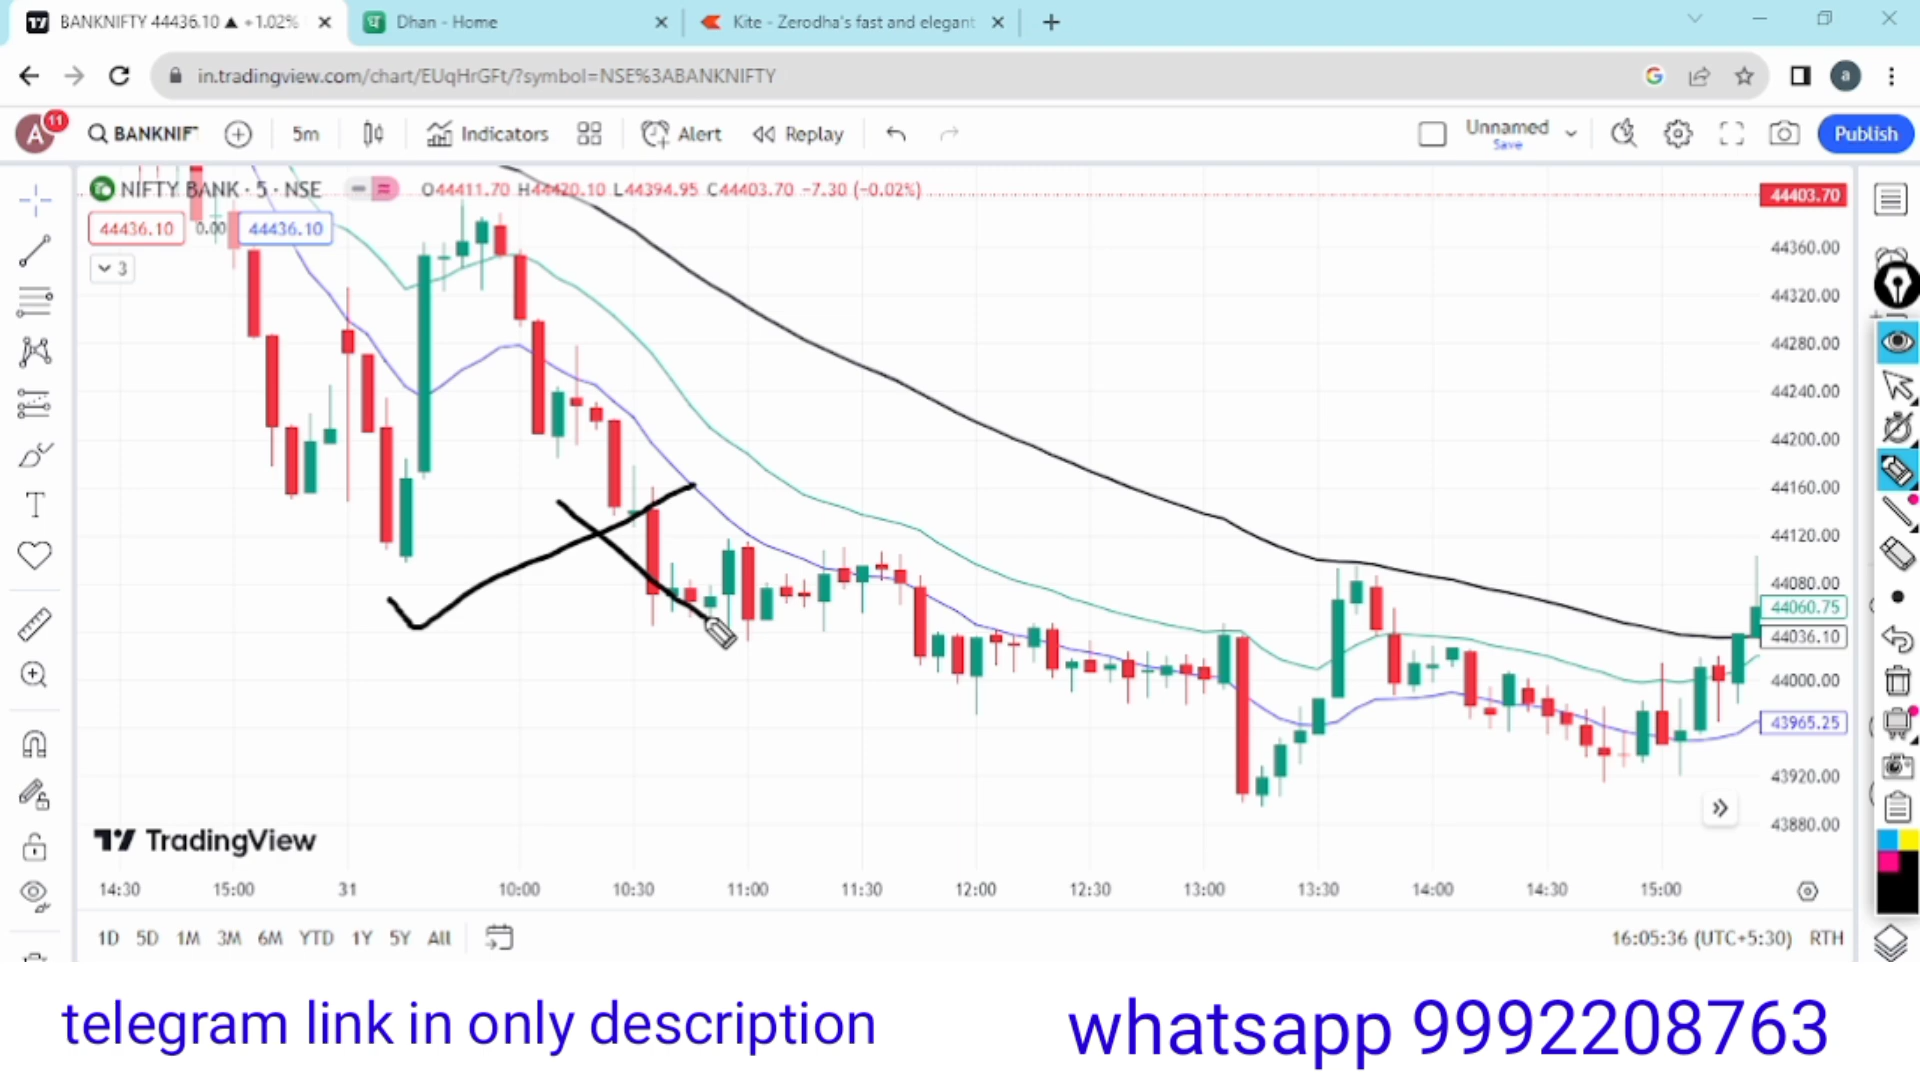 BANKNIFTY 44436.10 ▲ +1.02%
Dhan - Home
Kite - Zerodha's fast and elegant
in.tradingview.com/chart/EUqHrGFt/?symbol=NSE%3ABANKNIFTY
a
A 11
BANKNIF
5m
Indicators
Alert
Replay
Unnamed
Save
Publish
NIFTY BANK · 5 · NSE
O44411.70 H44420.10 L44394.95 C44403.70 −7.30 (−0.02%)
44436.10 0.00 44436.10
3
44403.70
44360.00
44320.00
44280.00
44240.00
44200.00
44160.00
44120.00
44080.00
44060.75
44036.10
44000.00
43965.25
43920.00
43880.00
TradingView
14:30 15:00 31 10:00 10:30 11:00 11:30 12:00 12:30 13:00 13:30 14:00 14:30 15:00
1D 5D 1M 3M 6M YTD 1Y 5Y All
16:05:36 (UTC+5:30) RTH
telegram link in only description
whatsapp 9992208763